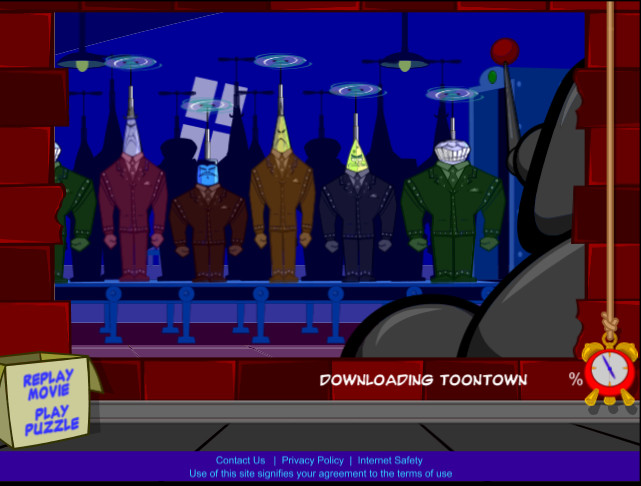 DOWNLOADING TOONTOWN %
REPLAY
MOVIE
PLAY
PUZZLE
Contact Us | Privacy Policy | Internet Safety
Use of this site signifies your agreement to the terms of use